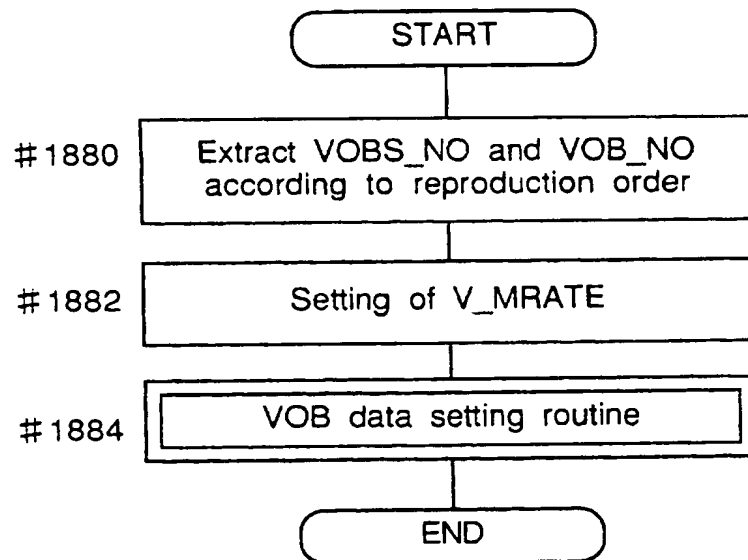 START
#1880
Extract VOBS_NO and VOB_NO
according to reproduction order
#1882
Setting of V_MRATE
#1884
VOB data setting routine
END